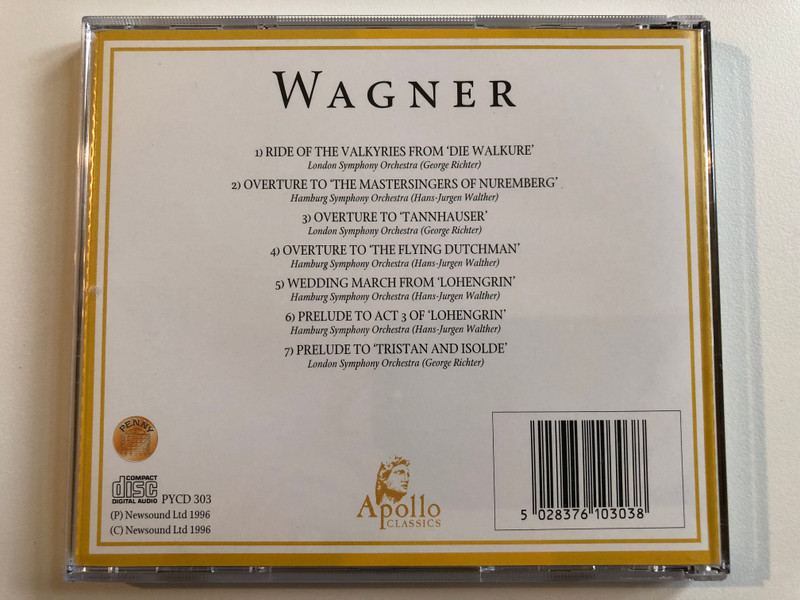 WAGNER
1) RIDE OF THE VALKYRIES FROM ‘DIE WALKURE’
London Symphony Orchestra (George Richter)
2) OVERTURE TO ‘THE MASTERSINGERS OF NUREMBERG’
Hamburg Symphony Orchestra (Hans-Jurgen Walther)
3) OVERTURE TO ‘TANNHAUSER’
London Symphony Orchestra (George Richter)
4) OVERTURE TO ‘THE FLYING DUTCHMAN’
Hamburg Symphony Orchestra (Hans-Jurgen Walther)
5) WEDDING MARCH FROM ‘LOHENGRIN’
Hamburg Symphony Orchestra (Hans-Jurgen Walther)
6) PRELUDE TO ACT 3 OF ‘LOHENGRIN’
Hamburg Symphony Orchestra (Hans-Jurgen Walther)
7) PRELUDE TO ‘TRISTAN AND ISOLDE’
London Symphony Orchestra (George Richter)
PENNY
COMPACT
disc
DIGITAL AUDIO
PYCD 303
(P) Newsound Ltd 1996
(C) Newsound Ltd 1996
Apollo
CLASSICS
5 028376 103038